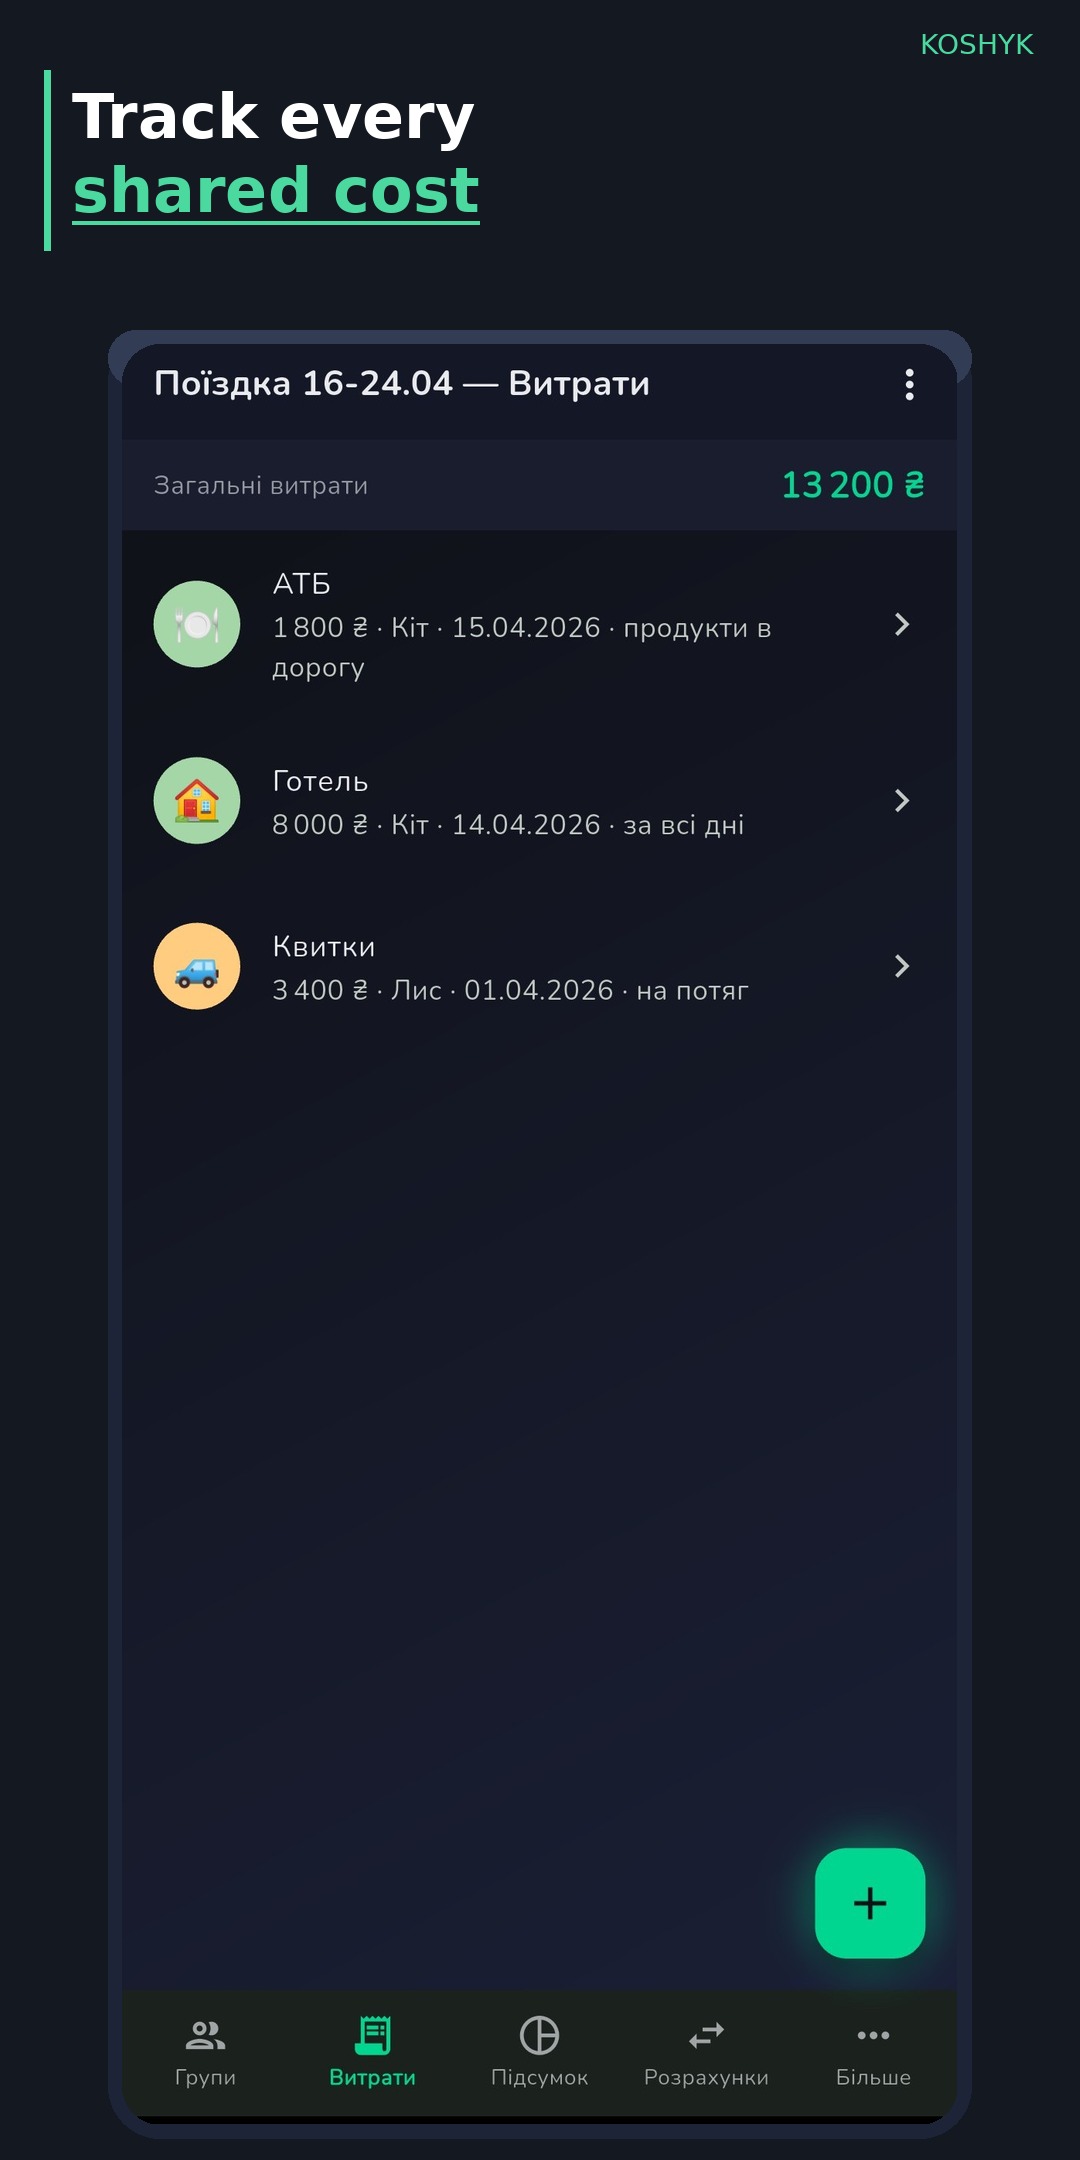 KOSHYK
Track every
shared cost
Поїздка 16-24.04 — Витрати
Загальні витрати
13 200 ₴
АТБ
1 800 ₴ · Кіт · 15.04.2026 · продукти в
дорогу
Готель
8 000 ₴ · Кіт · 14.04.2026 · за всі дні
Квитки
3 400 ₴ · Лис · 01.04.2026 · на потяг
Групи
Витрати
Підсумок
Розрахунки
Більше